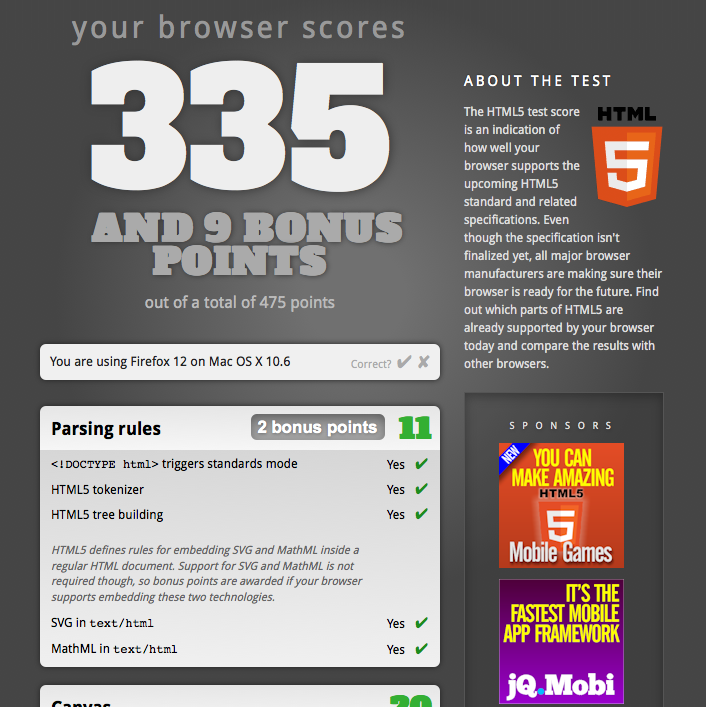 your browser scores
335
AND 9 BONUS
POINTS
out of a total of 475 points
You are using Firefox 12 on Mac OS X 10.6
Correct? ✔ ✘
Parsing rules
2 bonus points
11
<!DOCTYPE html> triggers standards mode
Yes ✔
HTML5 tokenizer
Yes ✔
HTML5 tree building
Yes ✔
HTML5 defines rules for embedding SVG and MathML inside a
regular HTML document. Support for SVG and MathML is not
required though, so bonus points are awarded if your browser
supports embedding these two technologies.
SVG in text/html
Yes ✔
MathML in text/html
Yes ✔
Canvas
20
ABOUT THE TEST
The HTML5 test score
is an indication of
how well your
browser supports the
upcoming HTML5
standard and related
specifications. Even
though the specification isn't
finalized yet, all major browser
manufacturers are making sure their
browser is ready for the future. Find
out which parts of HTML5 are
already supported by your browser
today and compare the results with
other browsers.
HTML
5
SPONSORS
NEW
YOU CAN
MAKE AMAZING
HTML5
5
Mobile Games
IT'S THE
FASTEST MOBILE
APP FRAMEWORK
jQ.Mobi